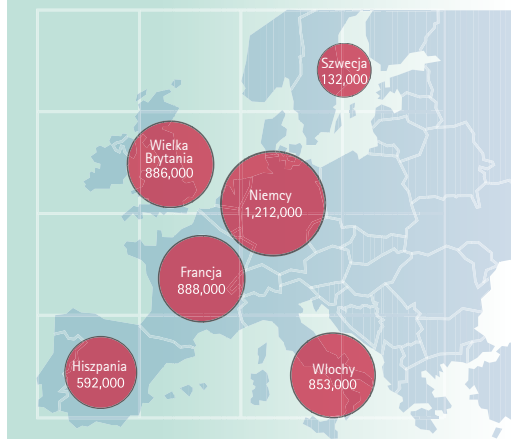 Szwecja
132,000
Wielka
Brytania
886,000
Niemcy
1,212,000
Francja
888,000
Hiszpania
592,000
Włochy
853,000